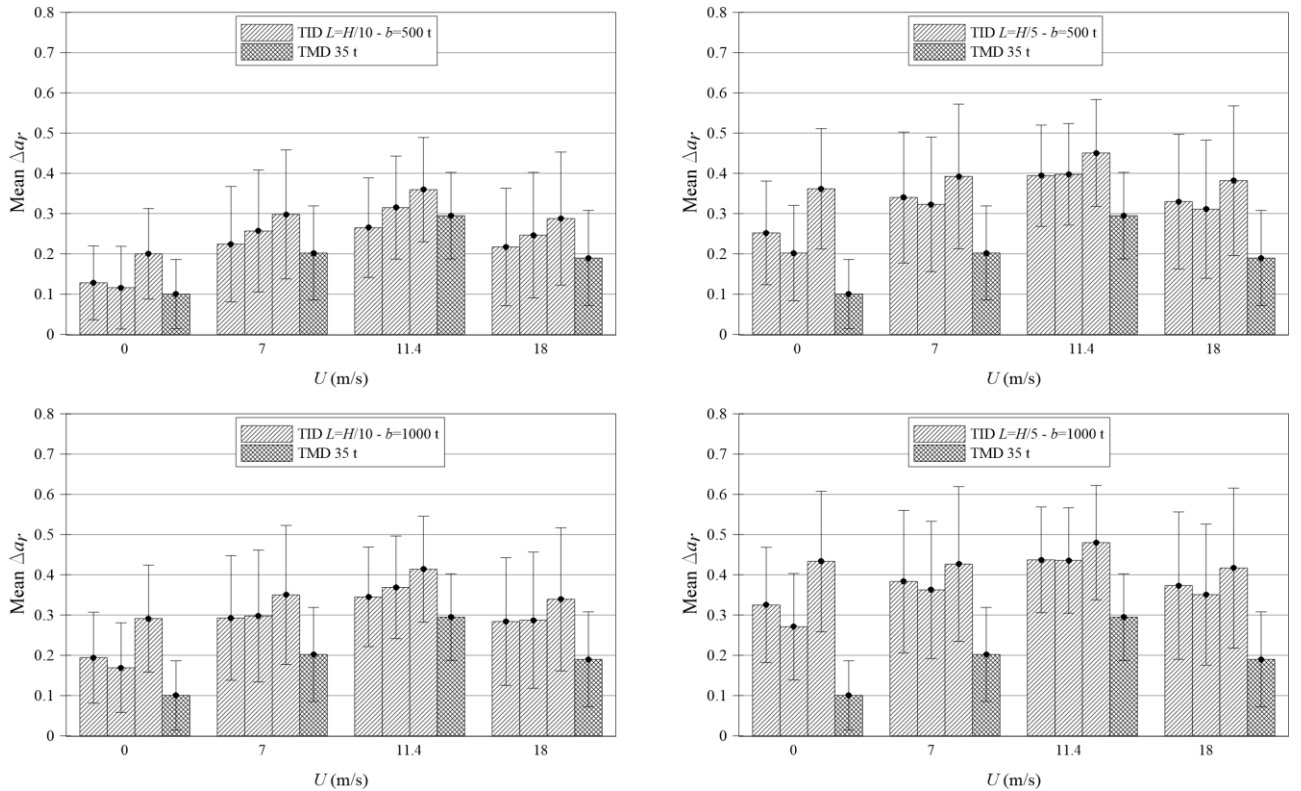 0.8
TID L=H/10 - b=500 t
TMD 35 t
0.7
0.6
0.5
0.4
0.3
0.2
0.1
0
Mean Δar
0 7 11.4 18
U (m/s)
0.8
TID L=H/5 - b=500 t
TMD 35 t
0.7
0.6
0.5
0.4
0.3
0.2
0.1
0
Mean Δar
0 7 11.4 18
U (m/s)
0.8
TID L=H/10 - b=1000 t
TMD 35 t
0.7
0.6
0.5
0.4
0.3
0.2
0.1
0
Mean Δar
0 7 11.4 18
U (m/s)
0.8
TID L=H/5 - b=1000 t
TMD 35 t
0.7
0.6
0.5
0.4
0.3
0.2
0.1
0
Mean Δar
0 7 11.4 18
U (m/s)